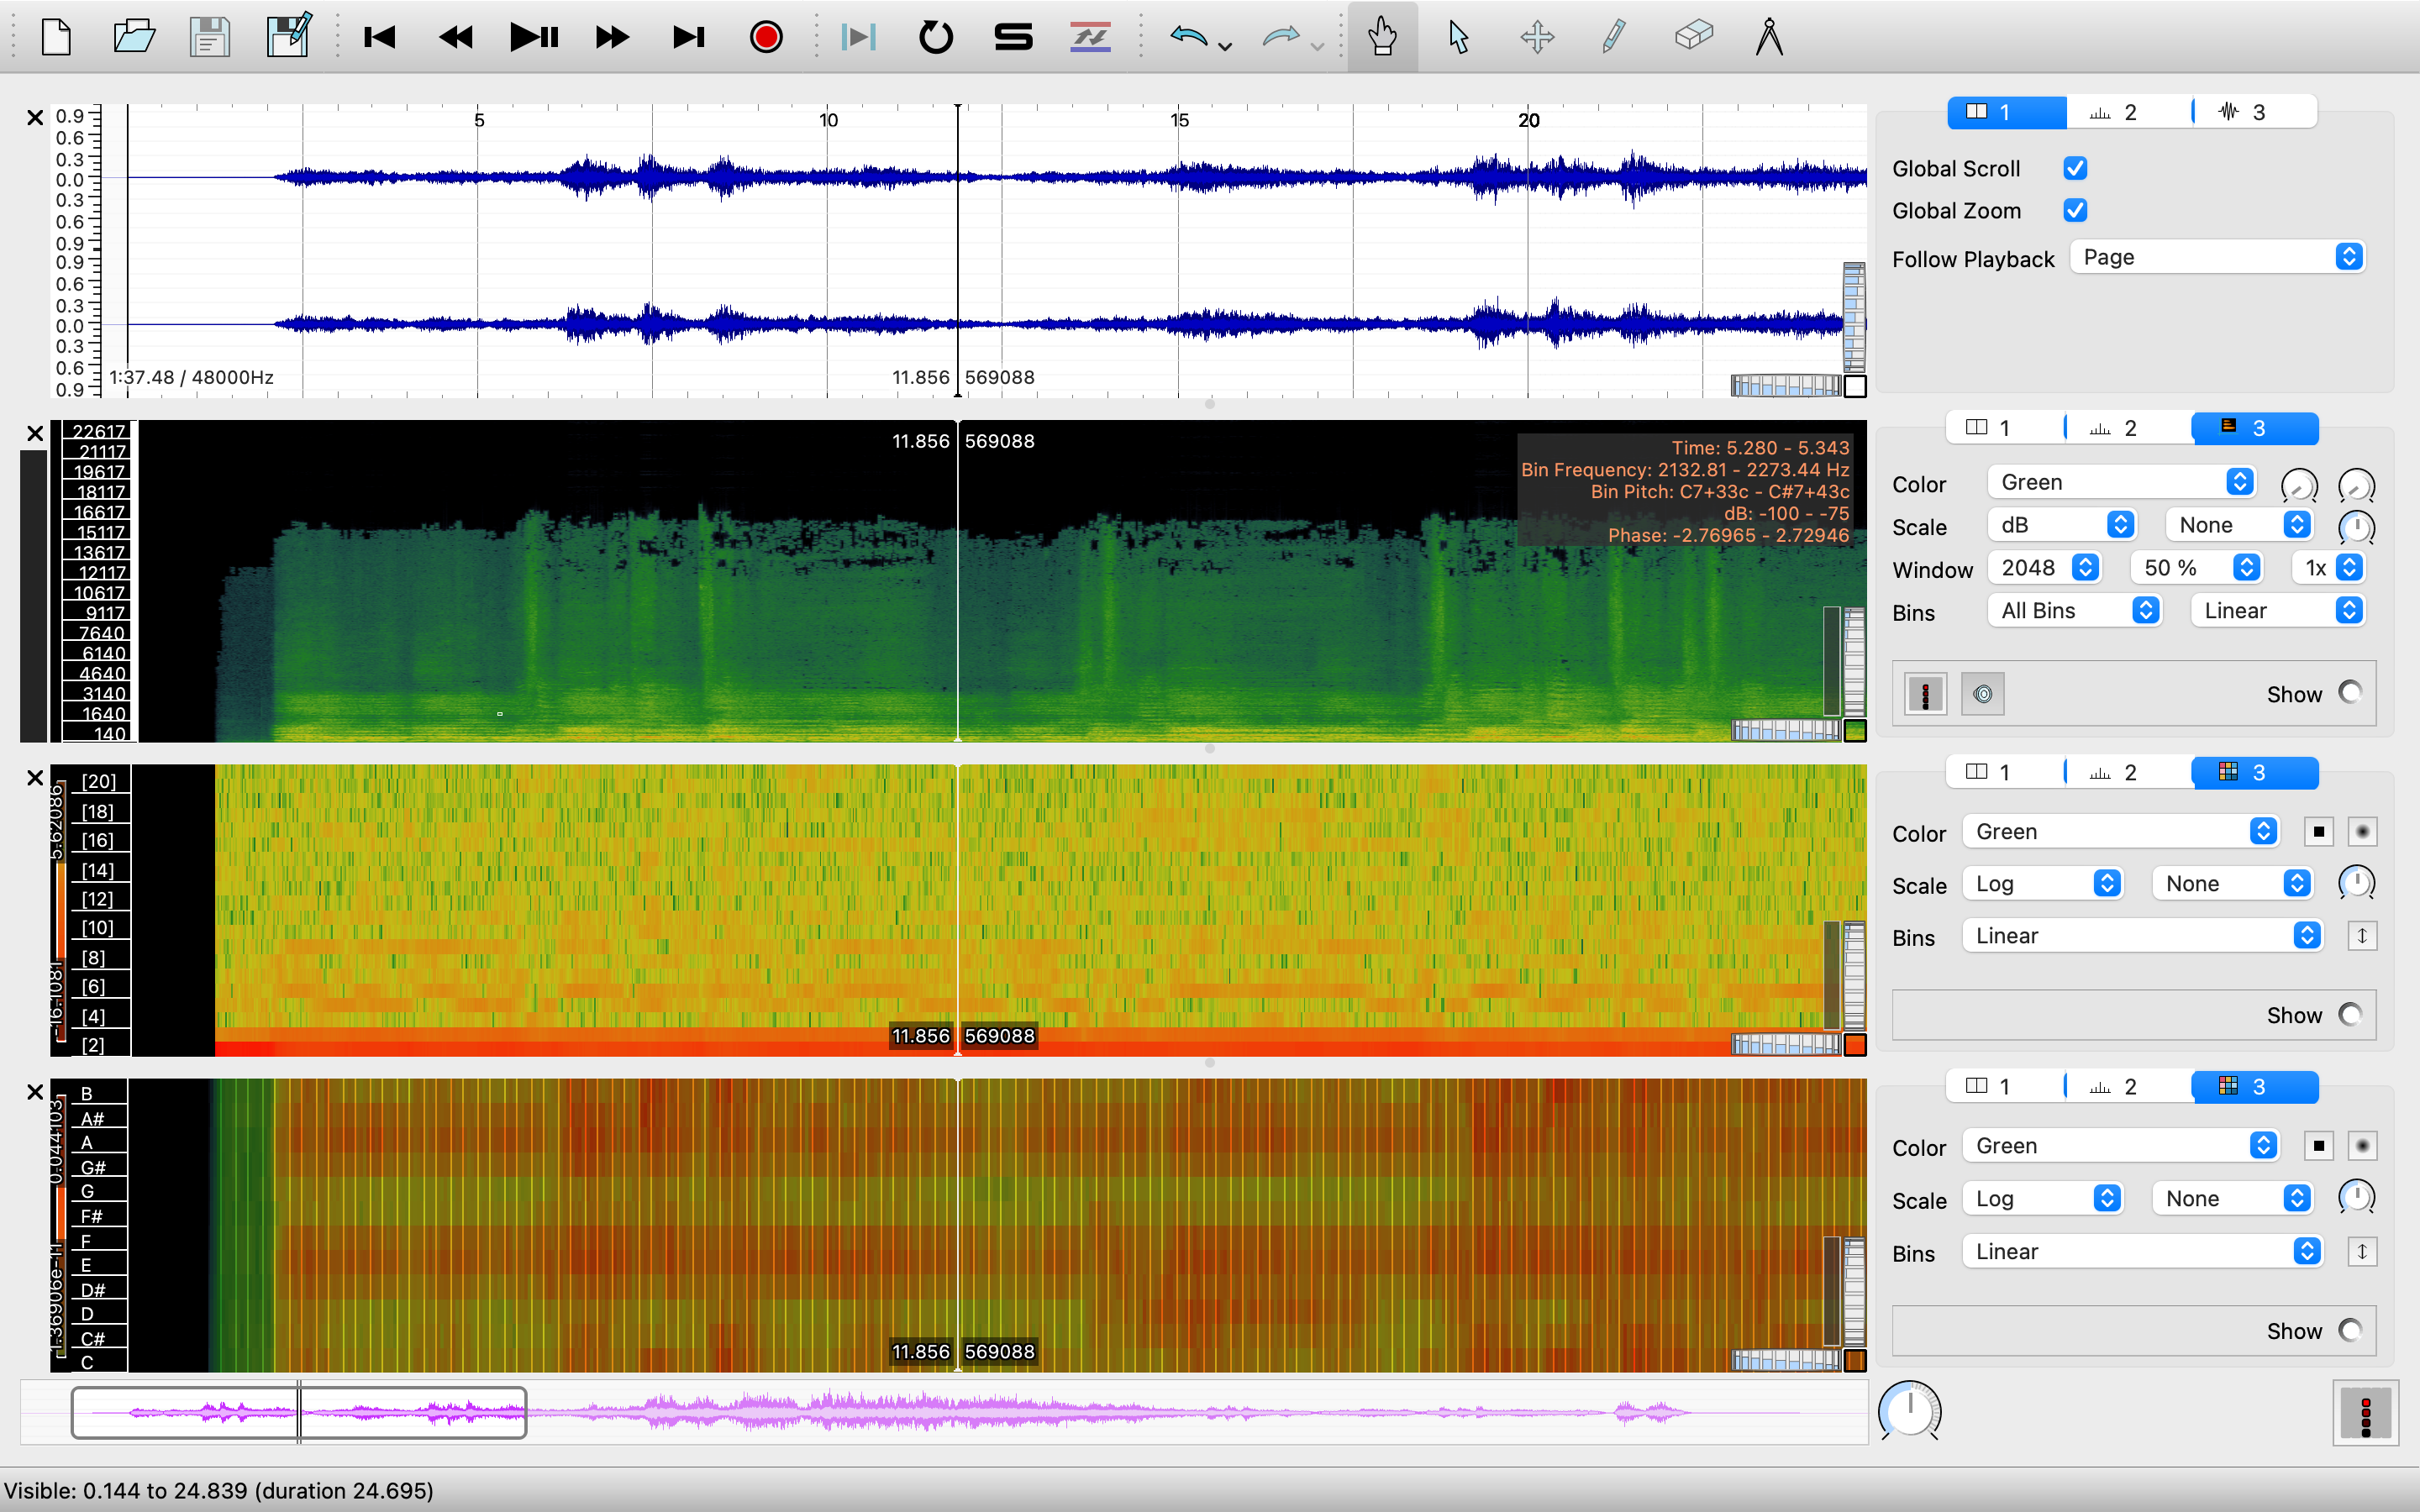 5 10 15 20
0.9
0.6
0.3
0.0
0.3
0.6
0.9
0.9
0.6
0.3
0.0
0.3
0.6
0.9
1:37.48 / 48000Hz
11.856 569088
1 2 3
Global Scroll
Global Zoom
Follow Playback Page
22617
21117
19617
18117
16617
15117
13617
12117
10617
9117
7640
6140
4640
3140
1640
140
11.856 569088
Time: 5.280 - 5.343
Bin Frequency: 2132.81 - 2273.44 Hz
Bin Pitch: C7+33c - C#7+43c
dB: -100 - -75
Phase: -2.76965 - 2.72946
1 2 3
Color Green
Scale dB None
Window 2048 50 % 1x
Bins All Bins Linear
Show
5.62086
-16.1081
[20]
[18]
[16]
[14]
[12]
[10]
[8]
[6]
[4]
[2]
11.856 569088
1 2 3
Color Green
Scale Log None
Bins Linear
Show
0.044103
1.36906e-11
B
A#
A
G#
G
F#
F
E
D#
D
C#
C
11.856 569088
1 2 3
Color Green
Scale Log None
Bins Linear
Show
Visible: 0.144 to 24.839 (duration 24.695)